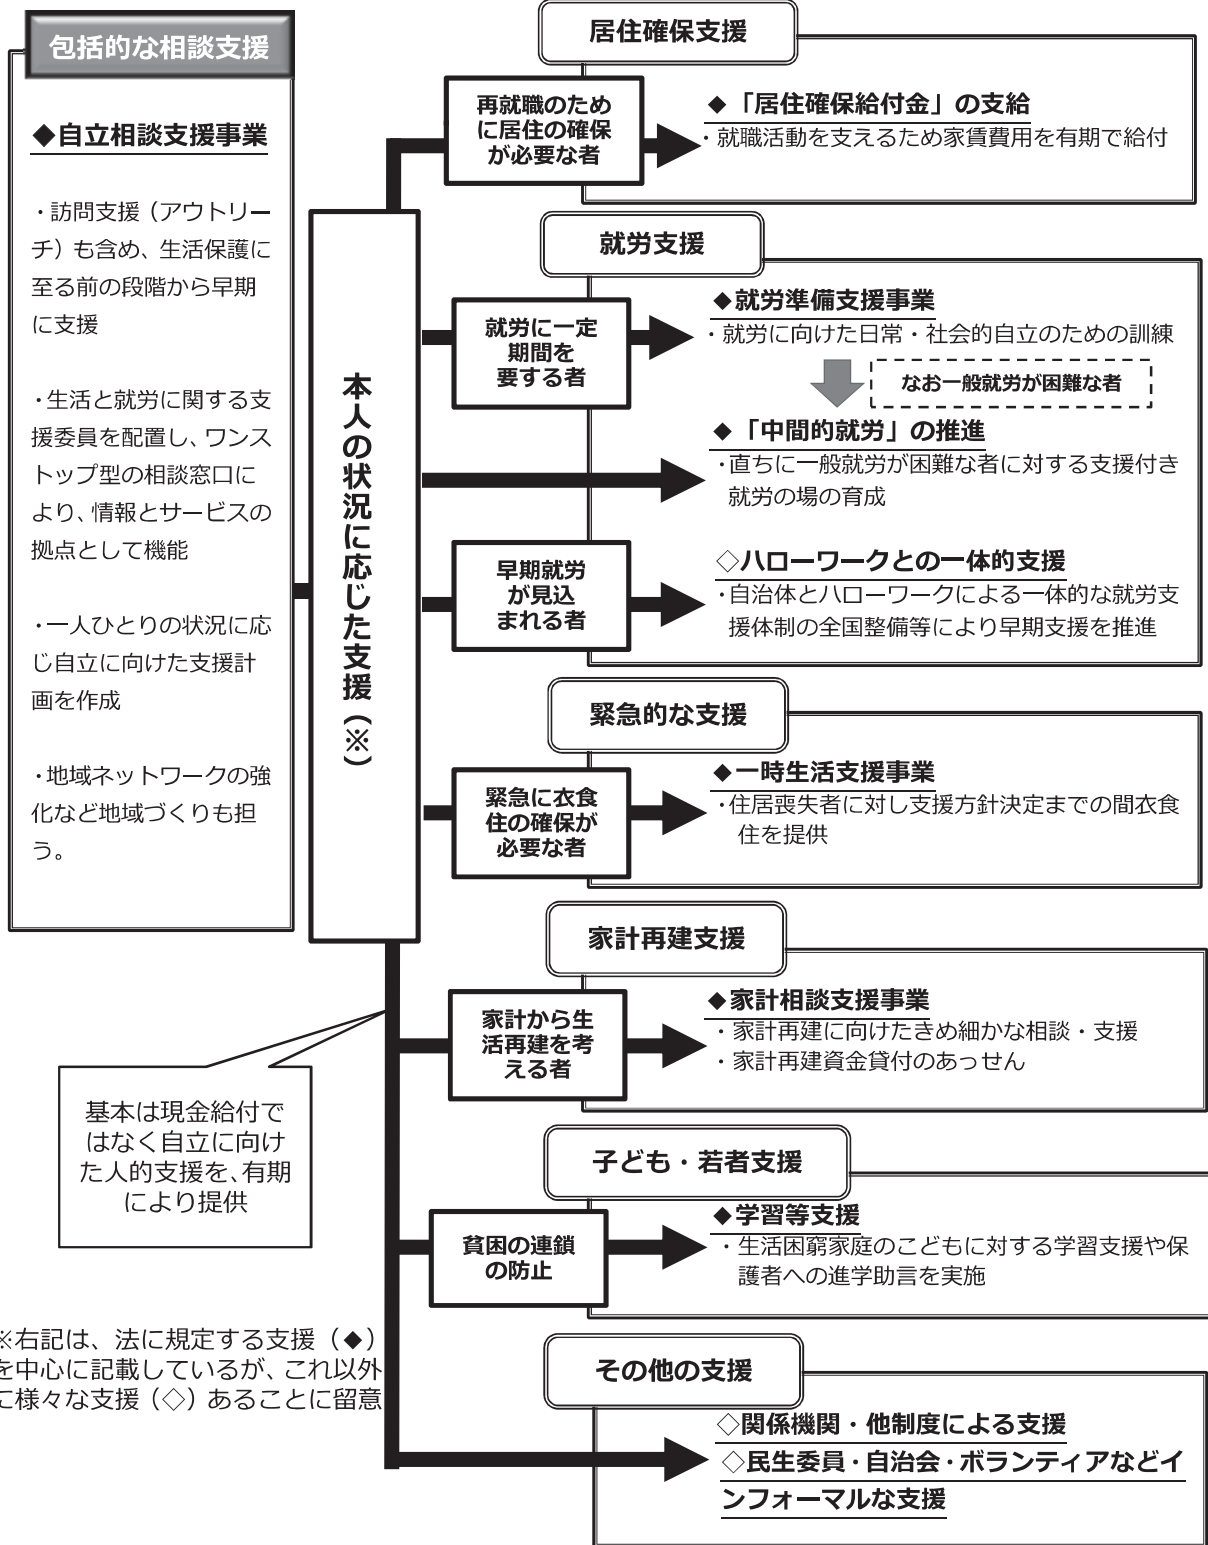 包括的な相談支援
◆自立相談支援事業
・訪問支援（アウトリー
チ）も含め、生活保護に
至る前の段階から早期
に支援
・生活と就労に関する支
援委員を配置し、ワンス
トップ型の相談窓口に
より、情報とサービスの
拠点として機能
・一人ひとりの状況に応
じ自立に向けた支援計
画を作成
・地域ネットワークの強
化など地域づくりも担
う。
本人の状況に応じた支援（※）
基本は現金給付で
はなく自立に向け
た人的支援を、有期
により提供
※右記は、法に規定する支援（◆）
を中心に記載しているが、これ以外
に様々な支援（◇）あることに留意
居住確保支援
再就職のため
に居住の確保
が必要な者
◆「居住確保給付金」の支給
・就職活動を支えるため家賃費用を有期で給付
就労支援
就労に一定
期間を
要する者
◆就労準備支援事業
・就労に向けた日常・社会的自立のための訓練
なお一般就労が困難な者
◆「中間的就労」の推進
・直ちに一般就労が困難な者に対する支援付き
就労の場の育成
早期就労
が見込
まれる者
◇ハローワークとの一体的支援
・自治体とハローワークによる一体的な就労支
援体制の全国整備等により早期支援を推進
緊急的な支援
緊急に衣食
住の確保が
必要な者
◆一時生活支援事業
・住居喪失者に対し支援方針決定までの間衣食
住を提供
家計再建支援
家計から生
活再建を考
える者
◆家計相談支援事業
・家計再建に向けたきめ細かな相談・支援
・家計再建資金貸付のあっせん
子ども・若者支援
貧困の連鎖
の防止
◆学習等支援
・生活困窮家庭のこどもに対する学習支援や保
護者への進学助言を実施
その他の支援
◇関係機関・他制度による支援
◇民生委員・自治会・ボランティアなどイ
ンフォーマルな支援